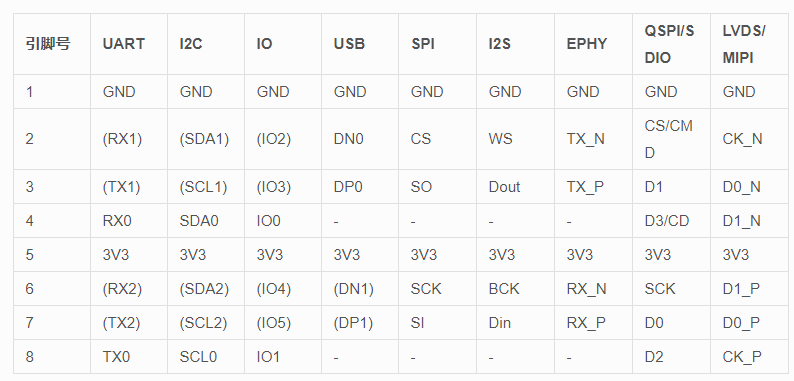 引脚号 UART I2C IO USB SPI I2S EPHY QSPI/S LVDS/
DIO MIPI
1 GND GND GND GND GND GND GND GND GND
2 (RX1) (SDA1) (IO2) DN0 CS WS TX_N CS/CM CK_N
D
3 (TX1) (SCL1) (IO3) DP0 SO Dout TX_P D1 D0_N
4 RX0 SDA0 IO0 - - - - D3/CD D1_N
5 3V3 3V3 3V3 3V3 3V3 3V3 3V3 3V3 3V3
6 (RX2) (SDA2) (IO4) (DN1) SCK BCK RX_N SCK D1_P
7 (TX2) (SCL2) (IO5) (DP1) SI Din RX_P D0 D0_P
8 TX0 SCL0 IO1 - - - - D2 CK_P